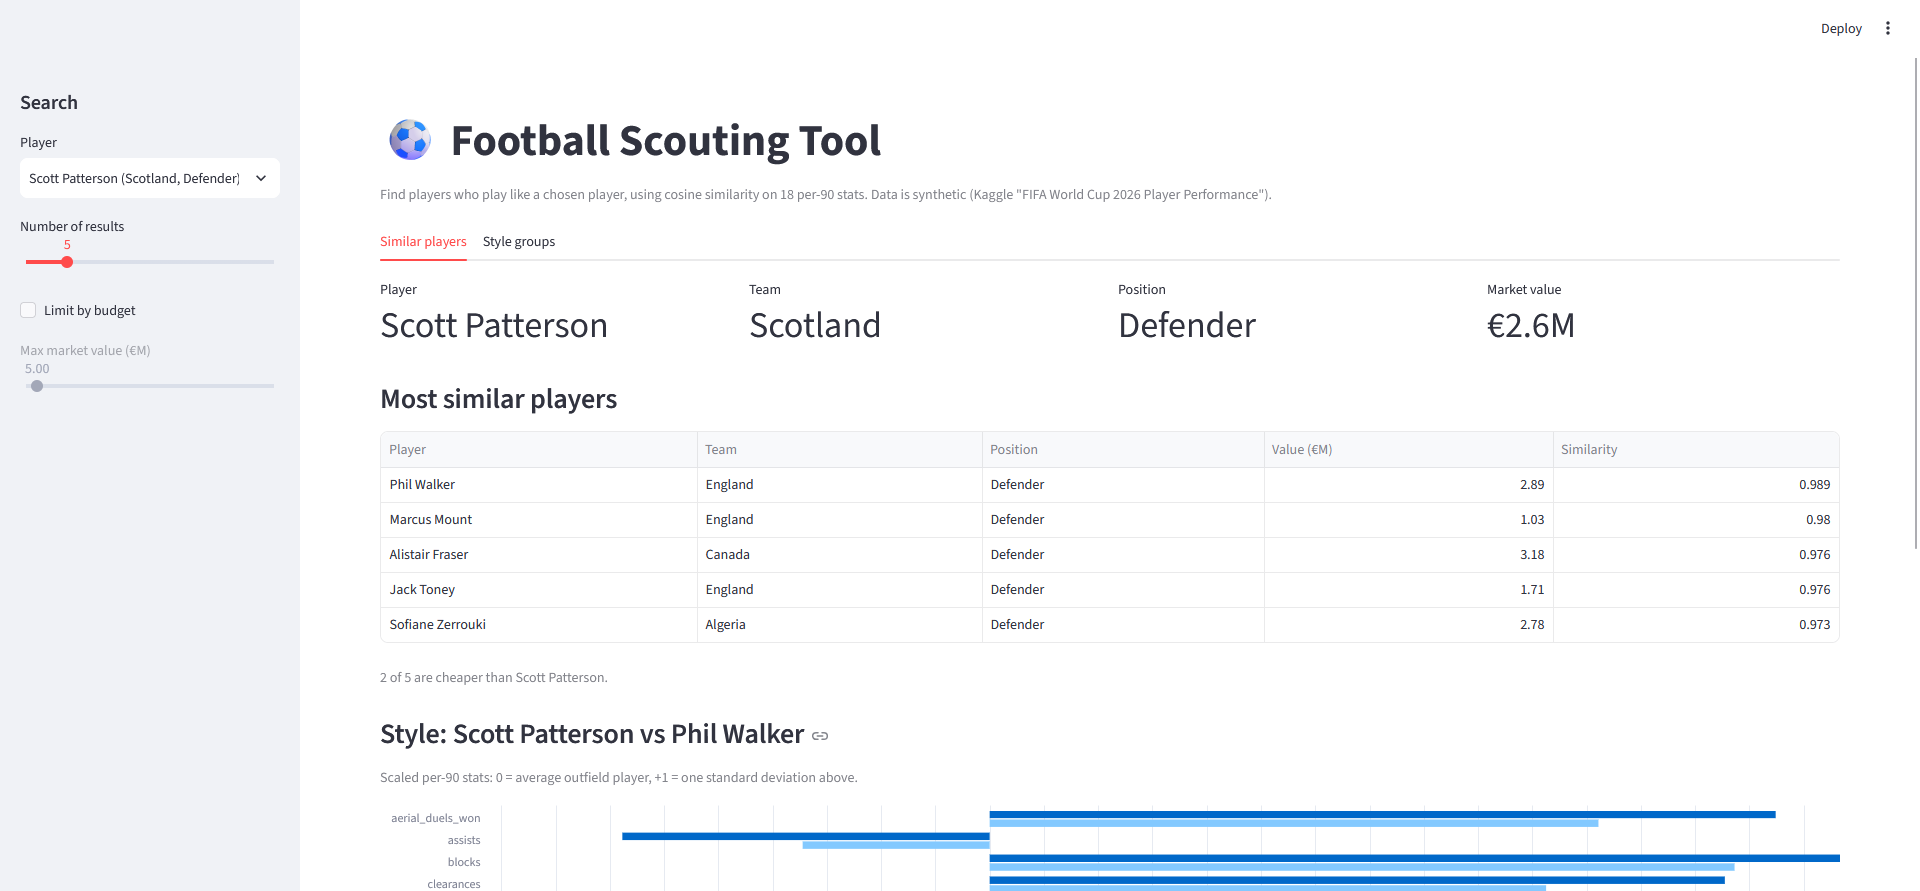 Deploy
Search
Player
Scott Patterson (Scotland, Defender)
Number of results
5
Limit by budget
Max market value (€M)
5.00
Football Scouting Tool
Find players who play like a chosen player, using cosine similarity on 18 per-90 stats. Data is synthetic (Kaggle "FIFA World Cup 2026 Player Performance").
Similar players Style groups
Player Team Position Market value
Scott Patterson Scotland Defender €2.6M
Most similar players
Player Team Position Value (€M) Similarity
Phil Walker England Defender 2.89 0.989
Marcus Mount England Defender 1.03 0.98
Alistair Fraser Canada Defender 3.18 0.976
Jack Toney England Defender 1.71 0.976
Sofiane Zerrouki Algeria Defender 2.78 0.973
2 of 5 are cheaper than Scott Patterson.
Style: Scott Patterson vs Phil Walker
Scaled per-90 stats: 0 = average outfield player, +1 = one standard deviation above.
aerial_duels_won
assists
blocks
clearances